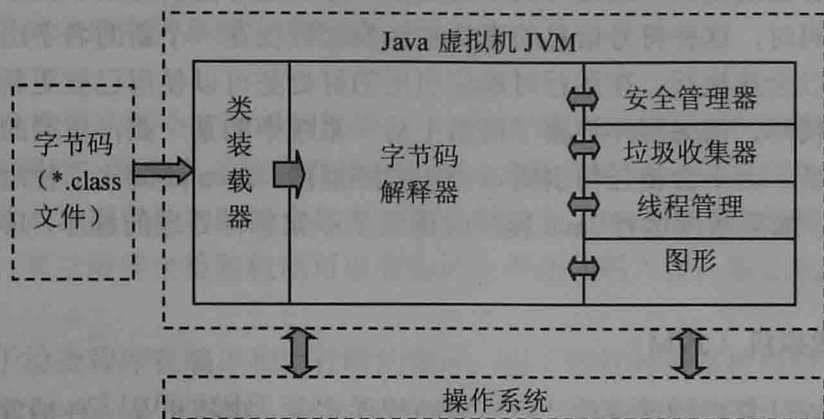 Java 虚拟机 JVM
字节码
(*.class
文件)
类
装
载
器
字节码
解释器
安全管理器
垃圾收集器
线程管理
图形
操作系统